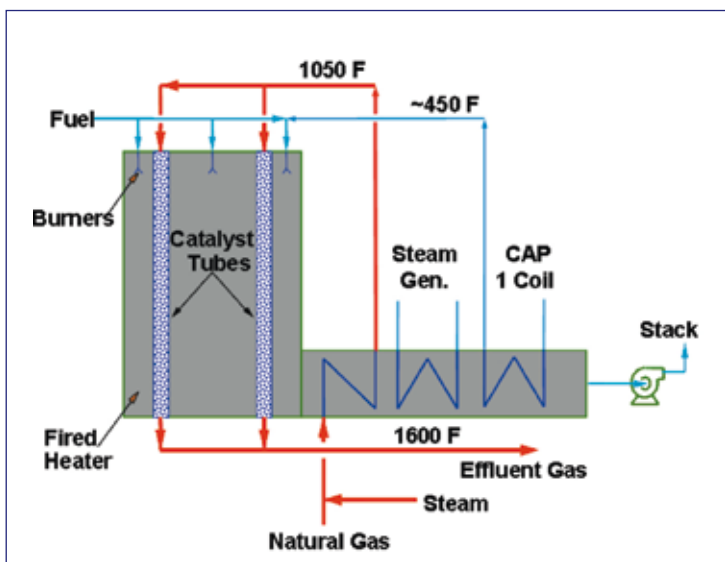 1050 F
~450 F
Fuel
Burners
Catalyst
Tubes
Steam
Gen.
CAP
1 Coil
Stack
Fired
Heater
1600 F
Effluent Gas
Steam
Natural Gas